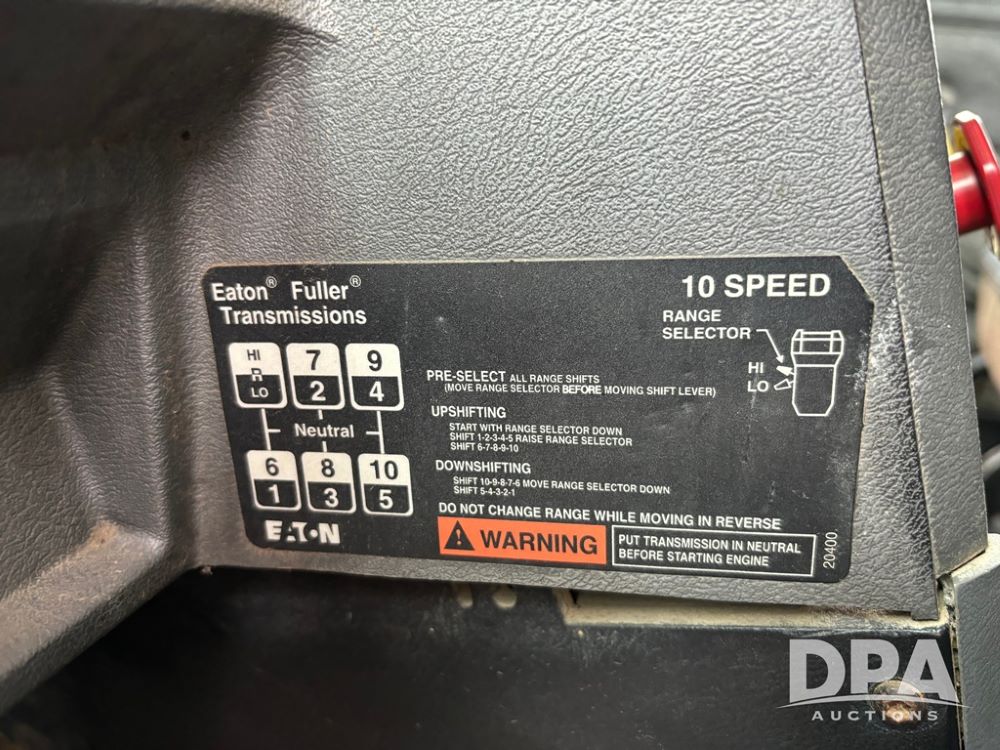 Eaton® Fuller®
Transmissions
10 SPEED
RANGE
SELECTOR
HI
LO
HI
R
LO
7
2
9
4
Neutral
6
1
8
3
10
5
EATON
PRE-SELECT ALL RANGE SHIFTS
(MOVE RANGE SELECTOR BEFORE MOVING SHIFT LEVER)
UPSHIFTING
START WITH RANGE SELECTOR DOWN
SHIFT 1-2-3-4-5 RAISE RANGE SELECTOR
SHIFT 6-7-8-9-10
DOWNSHIFTING
SHIFT 10-9-8-7-6 MOVE RANGE SELECTOR DOWN
SHIFT 5-4-3-2-1
DO NOT CHANGE RANGE WHILE MOVING IN REVERSE
WARNING
PUT TRANSMISSION IN NEUTRAL
BEFORE STARTING ENGINE
20400
DPA
AUCTIONS